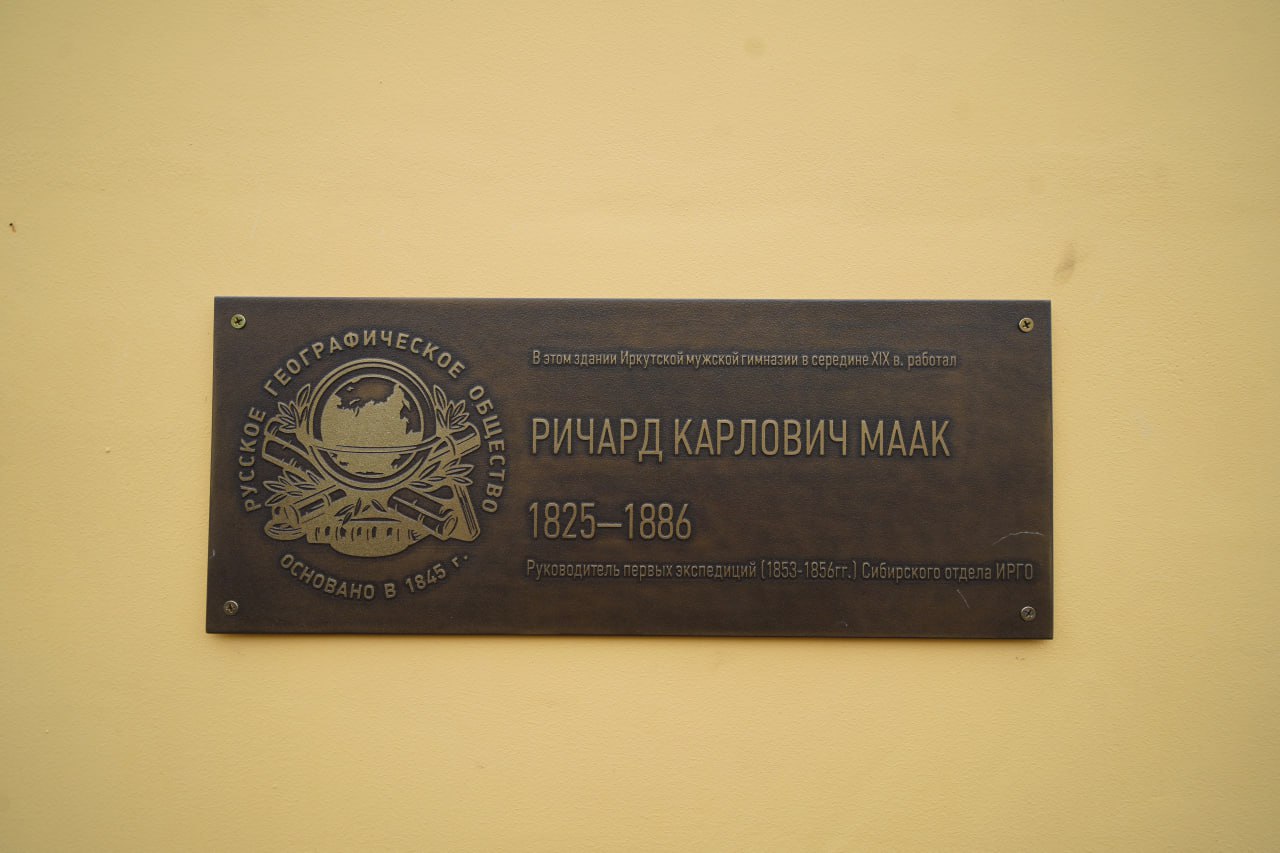 РУССКОЕ ГЕОГРАФИЧЕСКОЕ ОБЩЕСТВО
ОСНОВАНО В 1845 г.
В этом здании Иркутской мужской гимназии в середине XIX в. работал
РИЧАРД КАРЛОВИЧ МААК
1825–1886
Руководитель первых экспедиций (1853-1856гг.) Сибирского отдела ИРГО